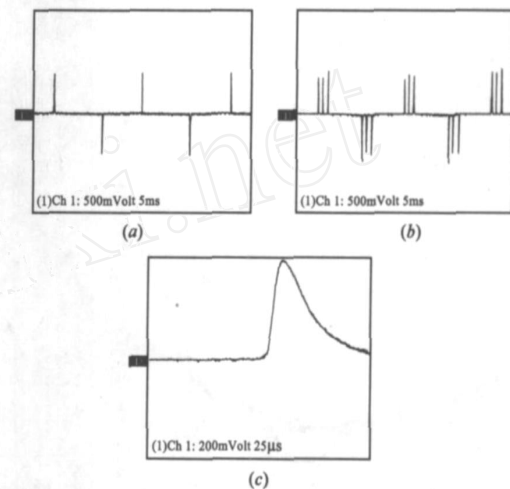 (1)Ch 1: 500mVolt 5ms
(a)
(1)Ch 1: 500mVolt 5ms
(b)
(1)Ch 1: 200mVolt 25μs
(c)